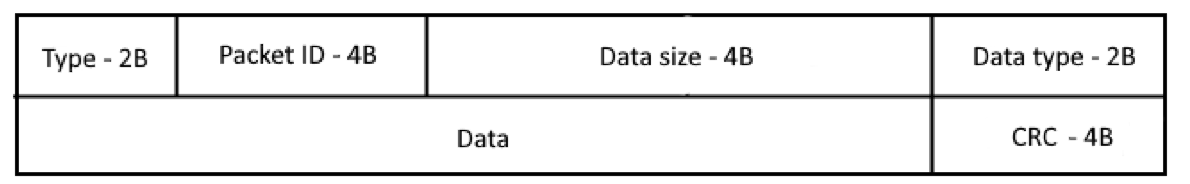 Type - 2B
Packet ID - 4B
Data size - 4B
Data type - 2B
Data
CRC - 4B